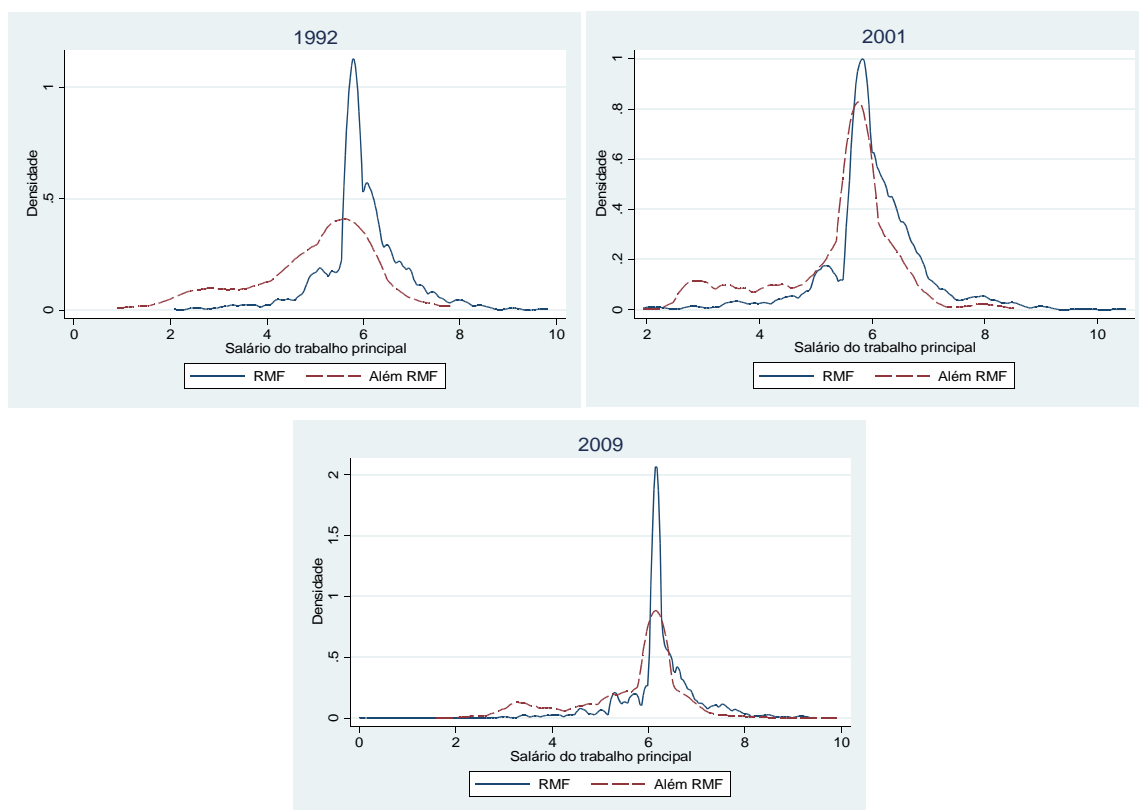 1992
Densidade
0 .5 1
0 2 4 6 8 10
Salário do trabalho principal
RMF Além RMF
2001
Densidade
0 .2 .4 .6 .8 1
2 4 6 8 10
Salário do trabalho principal
RMF Além RMF
2009
Densidade
0 .5 1 1.5 2
0 2 4 6 8 10
Salário do trabalho principal
RMF Além RMF